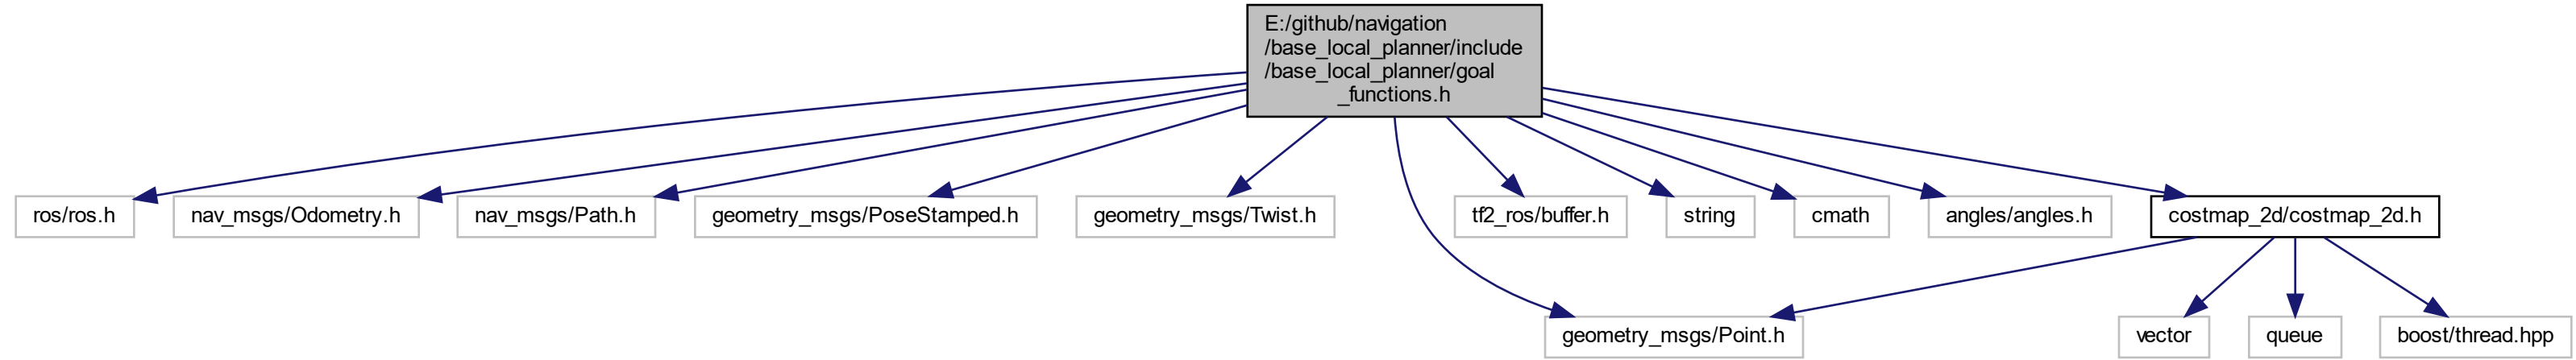 E:/github/navigation
/base_local_planner/include
/base_local_planner/goal
_functions.h
ros/ros.h
nav_msgs/Odometry.h
nav_msgs/Path.h
geometry_msgs/PoseStamped.h
geometry_msgs/Twist.h
tf2_ros/buffer.h
string
cmath
angles/angles.h
costmap_2d/costmap_2d.h
geometry_msgs/Point.h
vector
queue
boost/thread.hpp